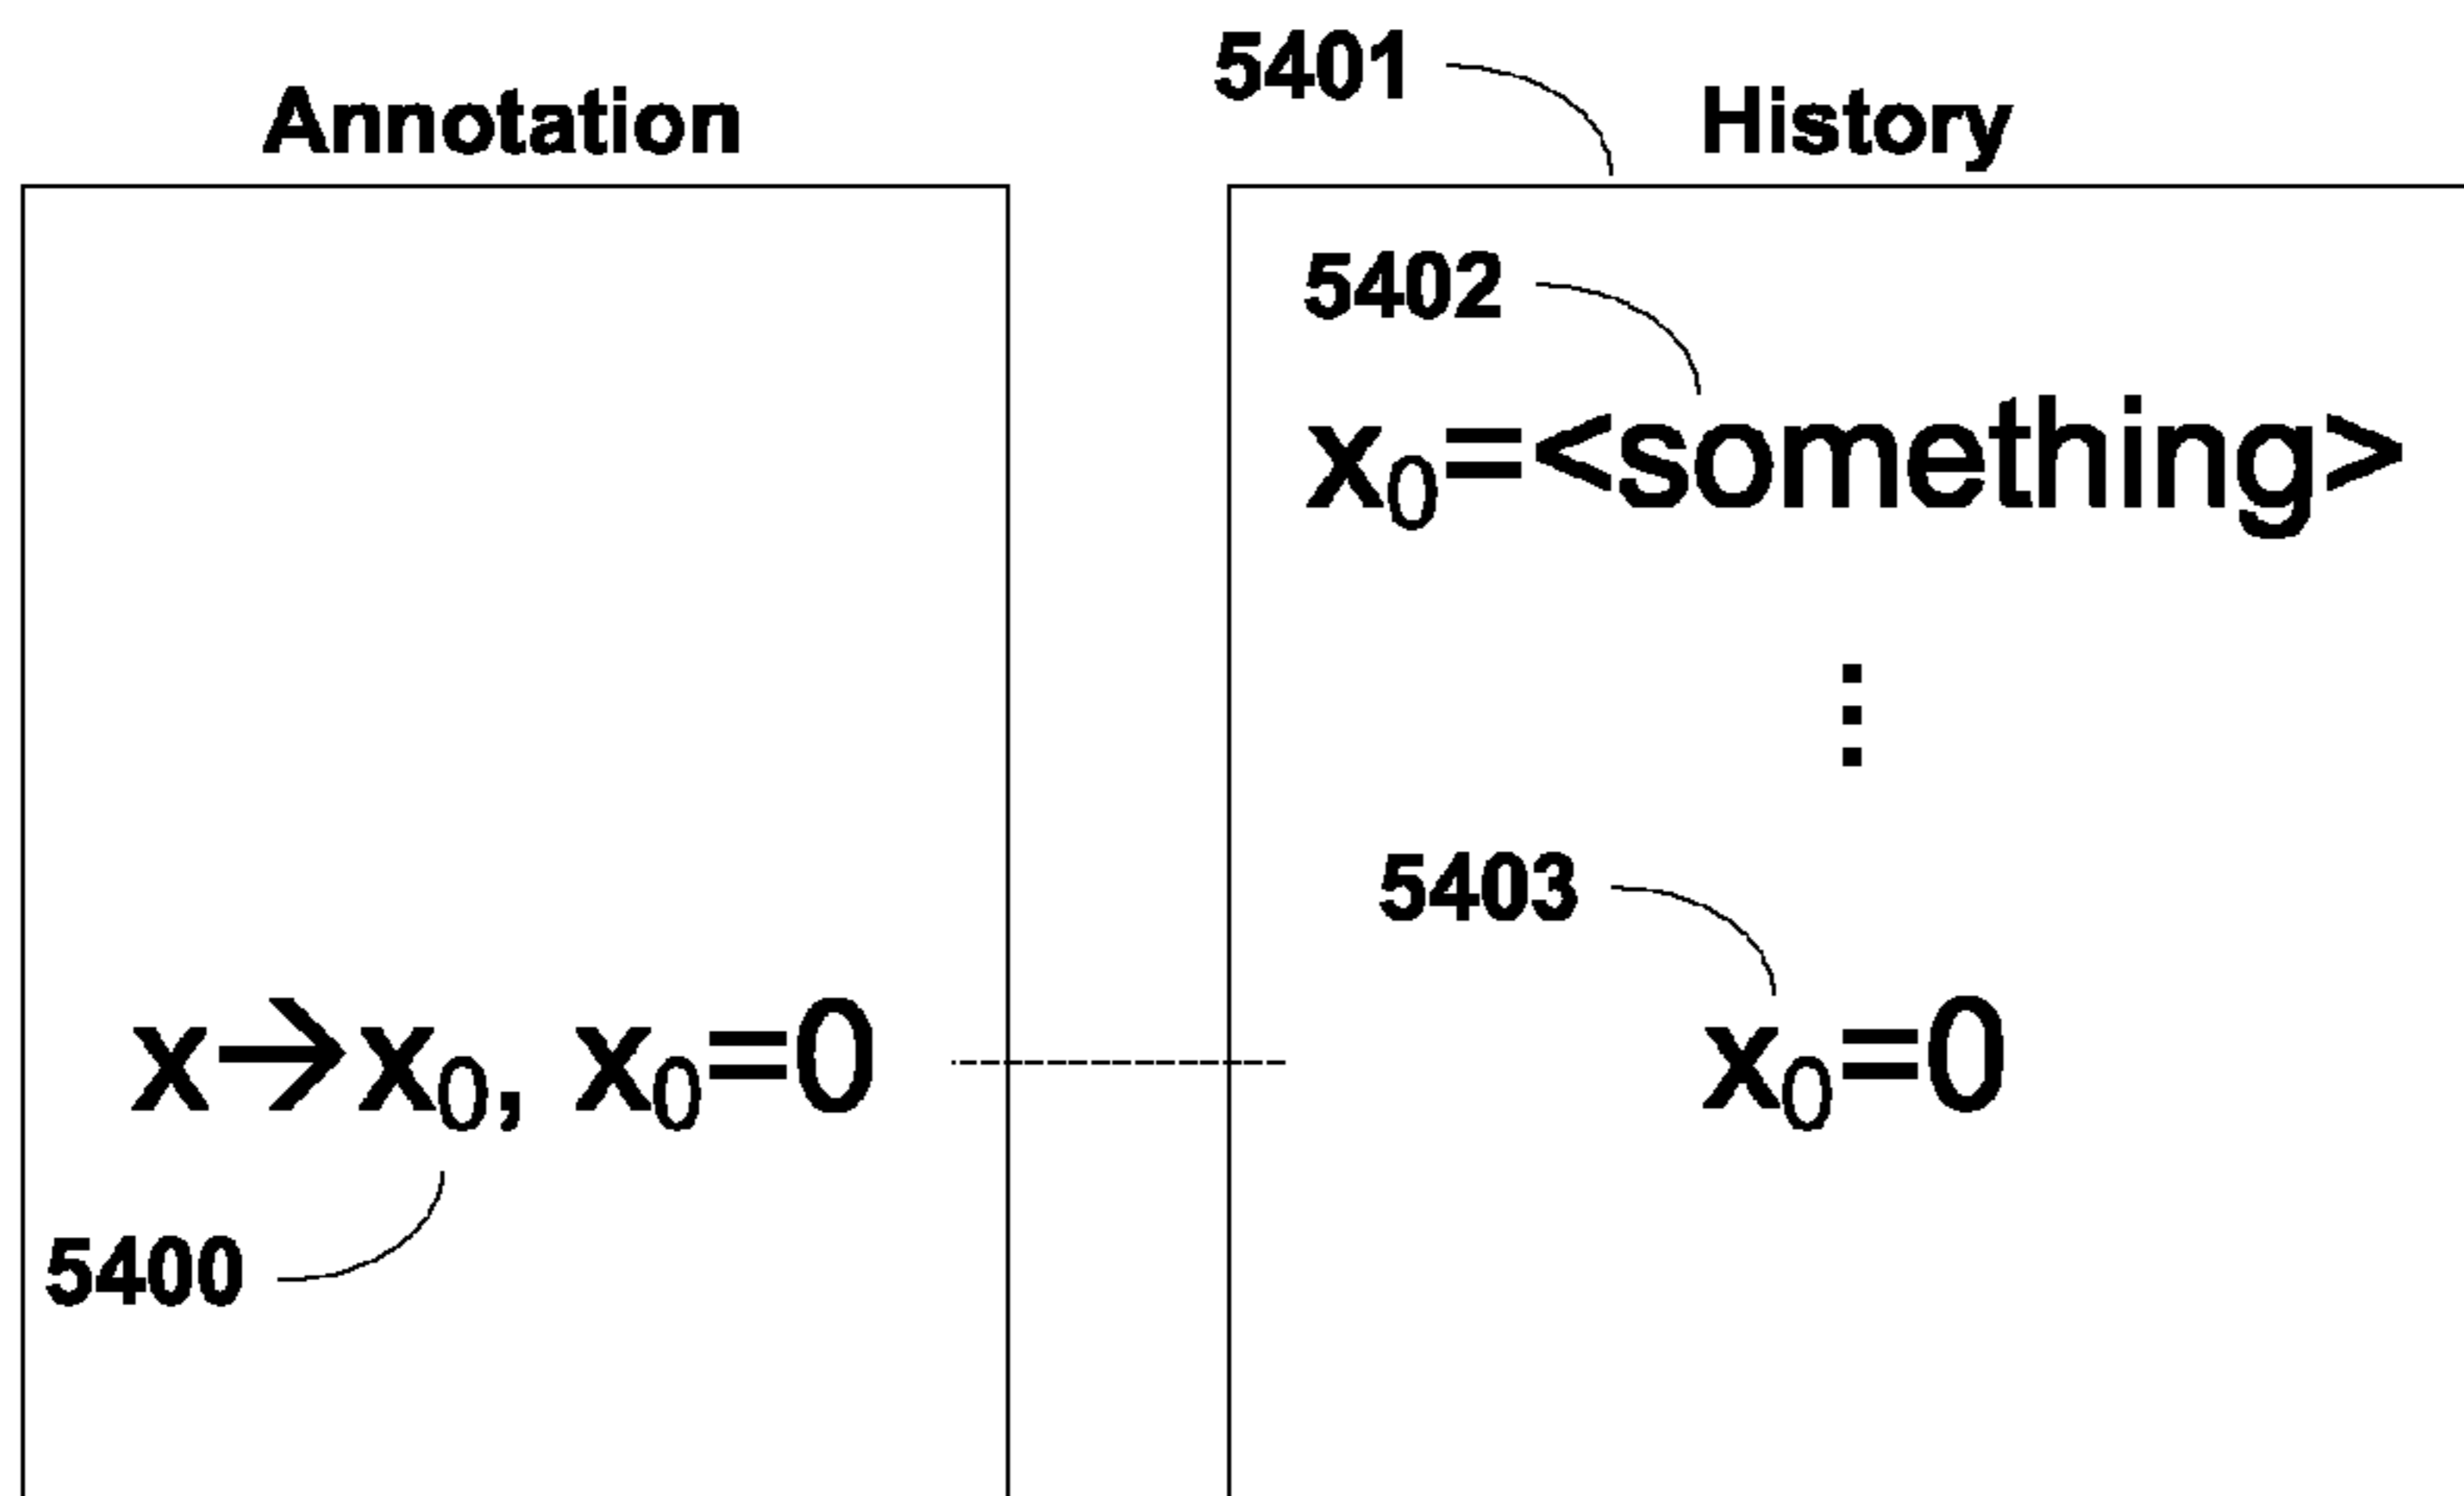 5401
Annotation
History
5402
x₀=<something>
⋮
5403
x→x₀, x₀=0
x₀=0
5400